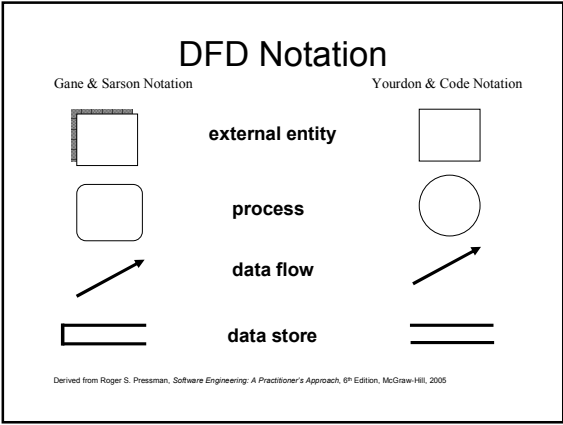 DFD Notation
Gane & Sarson Notation
Yourdon & Code Notation
external entity
process
data flow
data store
Derived from Roger S. Pressman, Software Engineering: A Practitioner's Approach, 6th Edition, McGraw-Hill, 2005